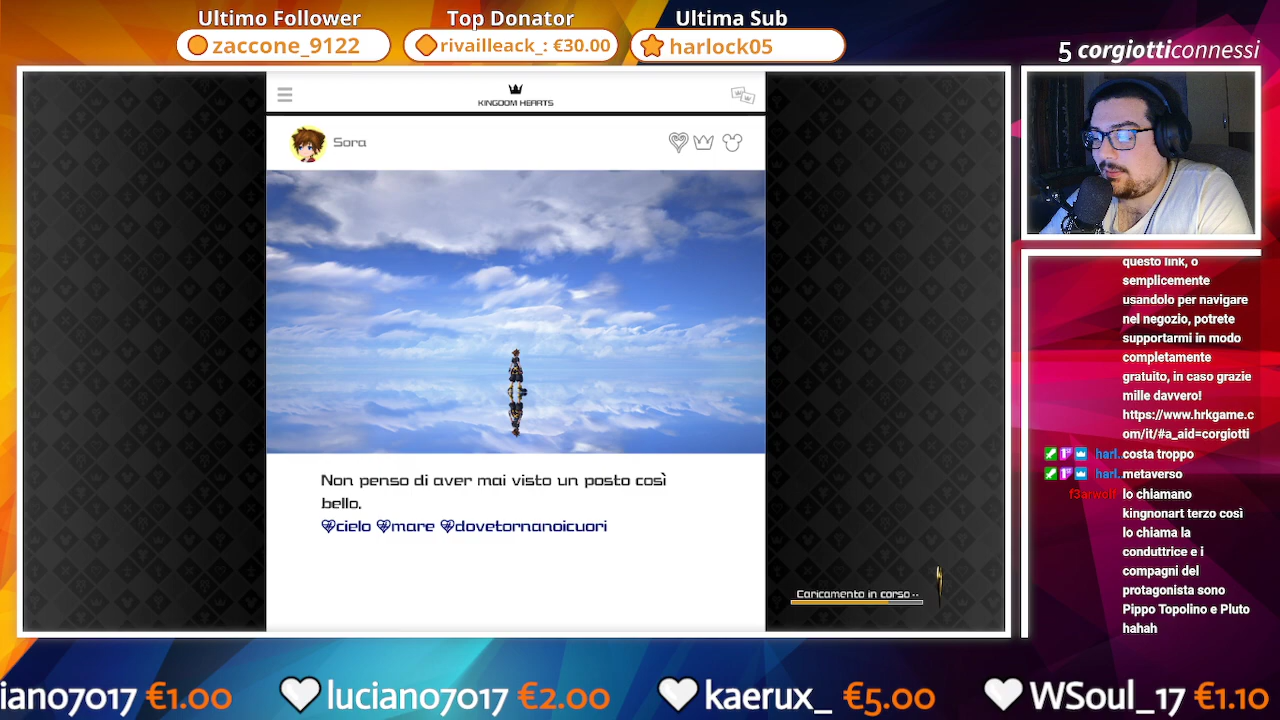 Ultimo Follower
zaccone_9122
Top Donator
rivailleack_: €30.00
Ultima Sub
harlock05
5 corgiotticonnessi
KINGDOM HEARTS
Sora
Non penso di aver mai visto un posto così
bello.
cielo mare dovetornanoicuori
Caricamento in corso --
questo link, o
semplicemente
usandolo per navigare
nel negozio, potrete
supportarmi in modo
completamente
gratuito, in caso grazie
mille davvero!
https://www.hrkgame.c
om/it/#a_aid=corgiotti
harl. costa troppo
harl. metaverso
f3arwolf lo chiamano
kingnonart terzo così
lo chiama la
conduttrice e i
compagni del
protagonista sono
Pippo Topolino e Pluto
hahah
iano7017 €1.00 luciano7017 €2.00 kaerux_ €5.00 WSoul_17 €1.10